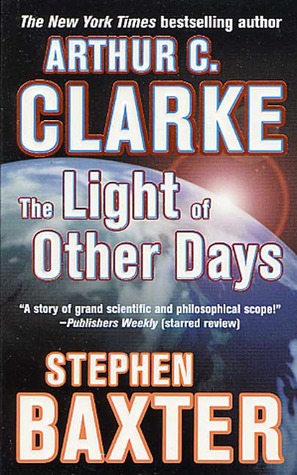 The New York Times bestselling author
ARTHUR C.
CLARKE
The Light of
Other Days
"A story of grand scientific and philosophical scope!"
—Publishers Weekly (starred review)
STEPHEN
BAXTER